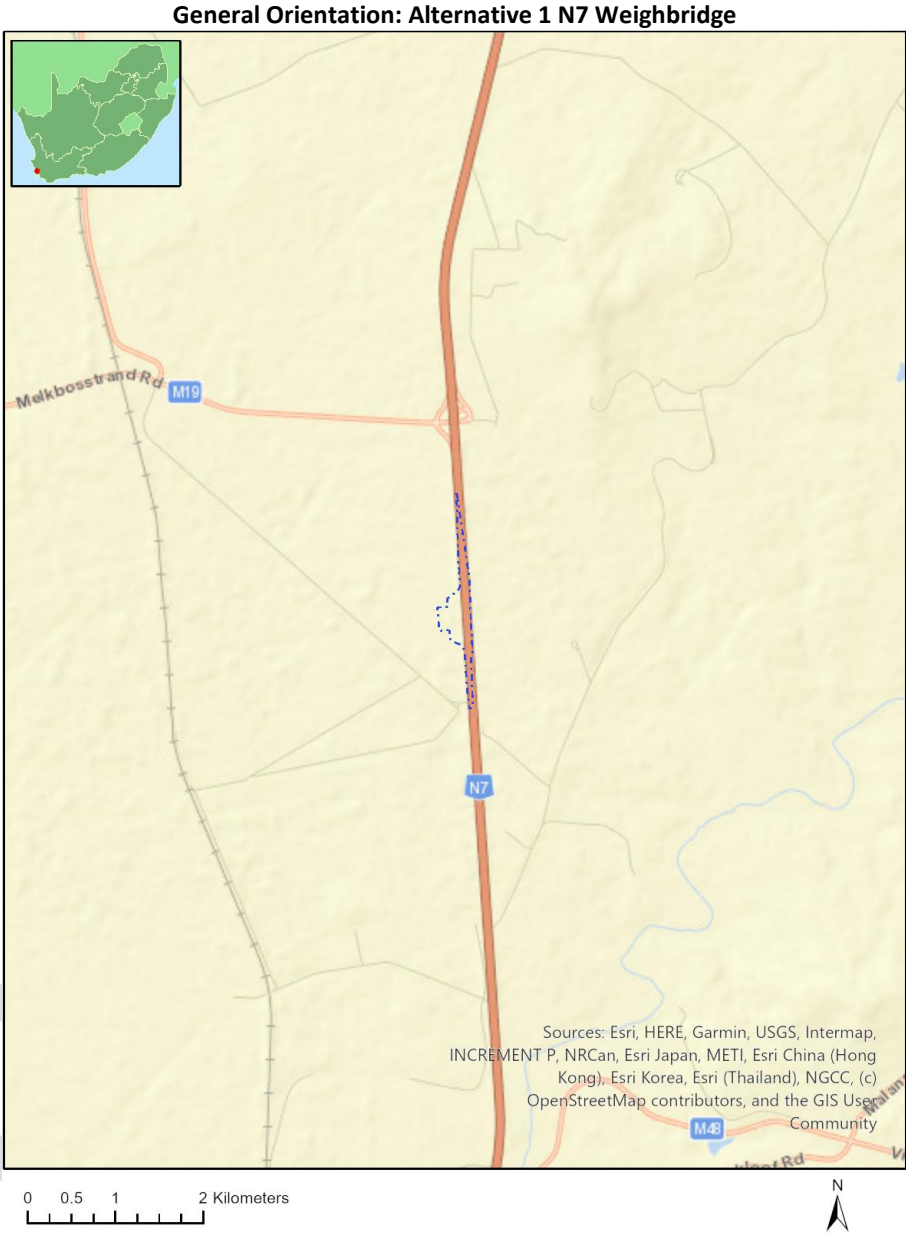 General Orientation: Alternative 1 N7 Weighbridge
Melkbosstrand Rd
M19
N7
Sources: Esri, HERE, Garmin, USGS, Intermap,
INCREMENT P, NRCan, Esri Japan, METI, Esri China (Hong
Kong), Esri Korea, Esri (Thailand), NGCC, (c)
OpenStreetMap contributors, and the GIS User
Community
M48
Rd
0 0.5 1 2 Kilometers
N